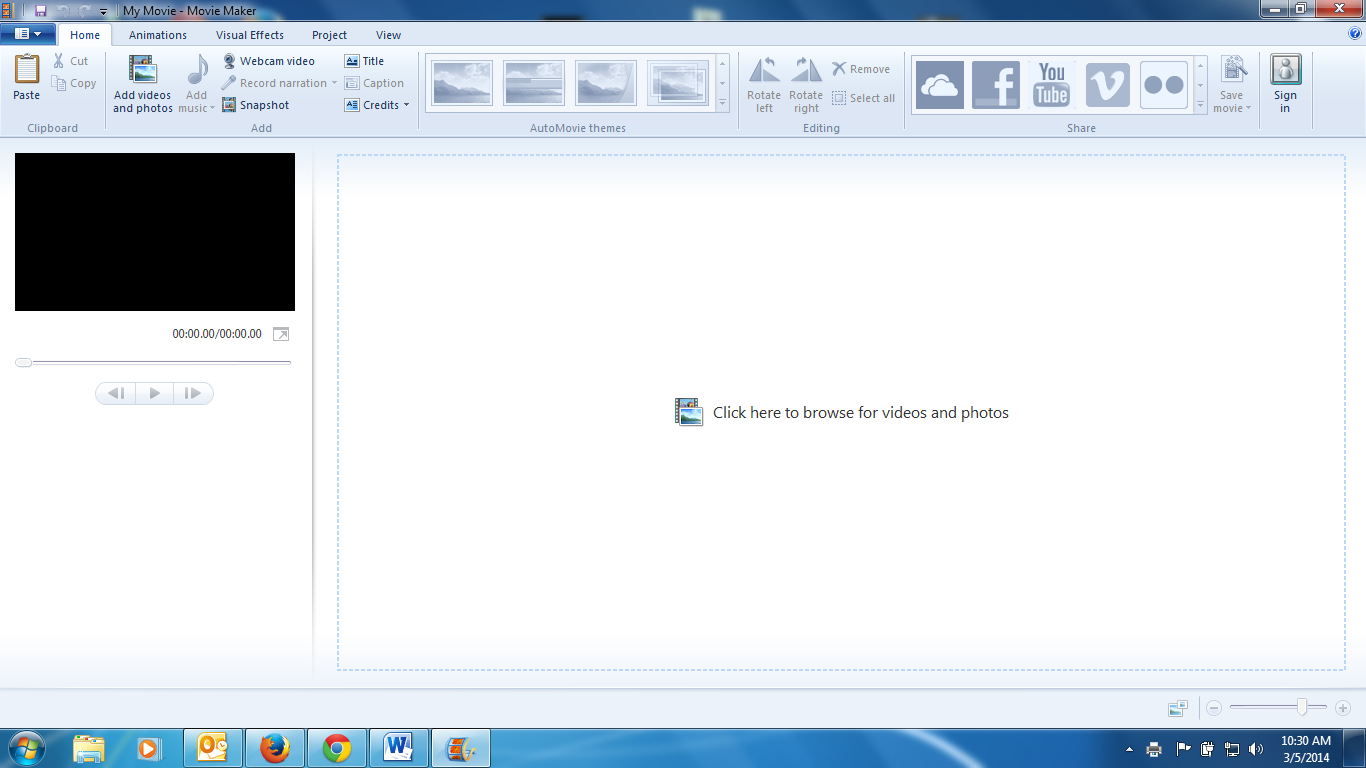 My Movie - Movie Maker
Home Animations Visual Effects Project View
Paste
Cut
Copy
Clipboard
Add videos
and photos
Add
music
Webcam video
Record narration
Snapshot
Title
Caption
Credits
Add
AutoMovie themes
Rotate
left
Rotate
right
Remove
Select all
Editing
You
Tube
Share
Save
movie
Sign
in
00:00.00/00:00.00
Click here to browse for videos and photos
10:30 AM
3/5/2014